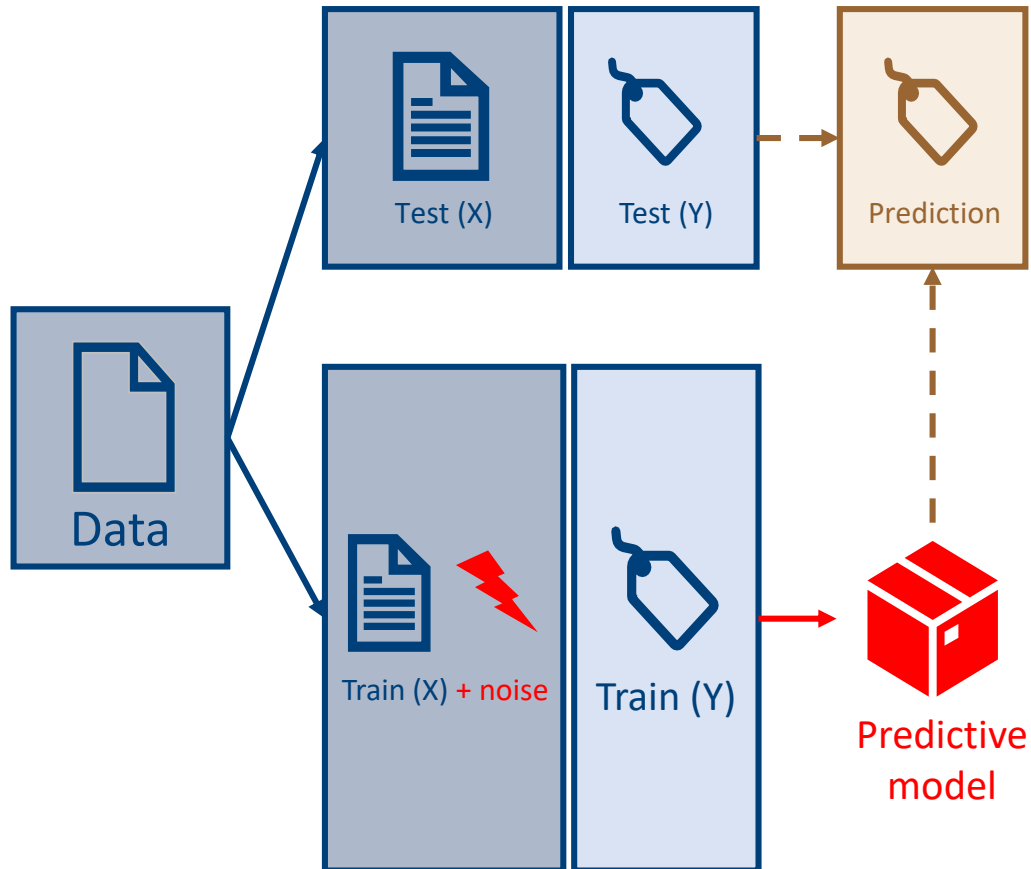 Test (X)
Test (Y)
Prediction
Data
Train (X) + noise
Train (Y)
Predictive
model